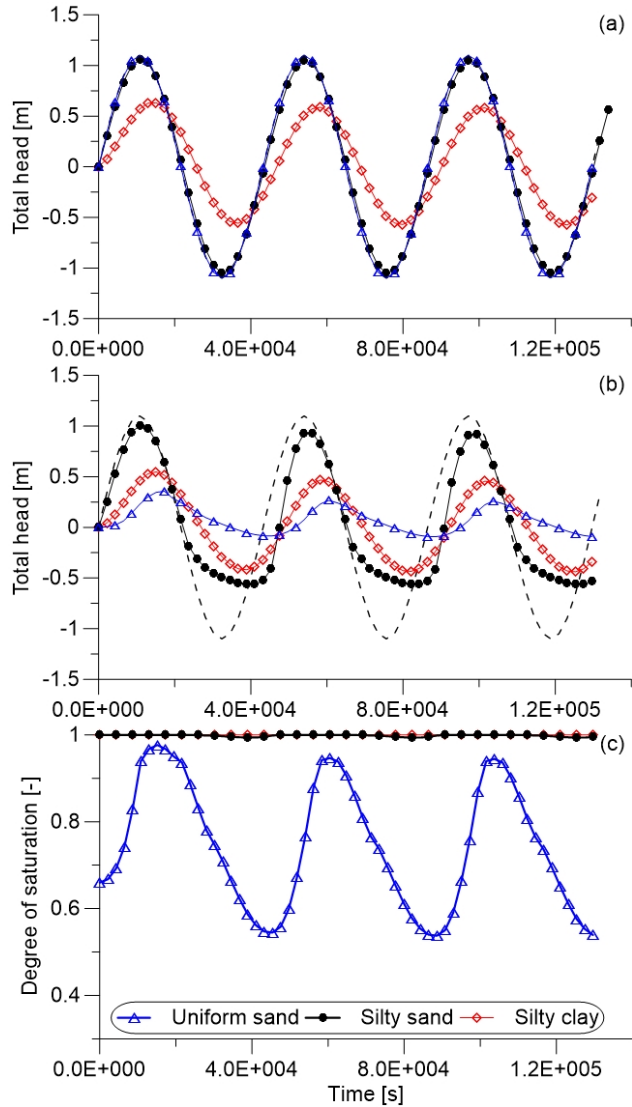 (a)
1.5
1
0.5
0
-0.5
-1
-1.5
Total head [m]
0.0E+000 4.0E+004 8.0E+004 1.2E+005
(b)
1.5
1
0.5
0
-0.5
-1
-1.5
Total head [m]
0.0E+000 4.0E+004 8.0E+004 1.2E+005
(c)
1
0.8
0.6
0.4
Degree of saturation [-]
Uniform sand Silty sand Silty clay
0.0E+000 4.0E+004 8.0E+004 1.2E+005
Time [s]